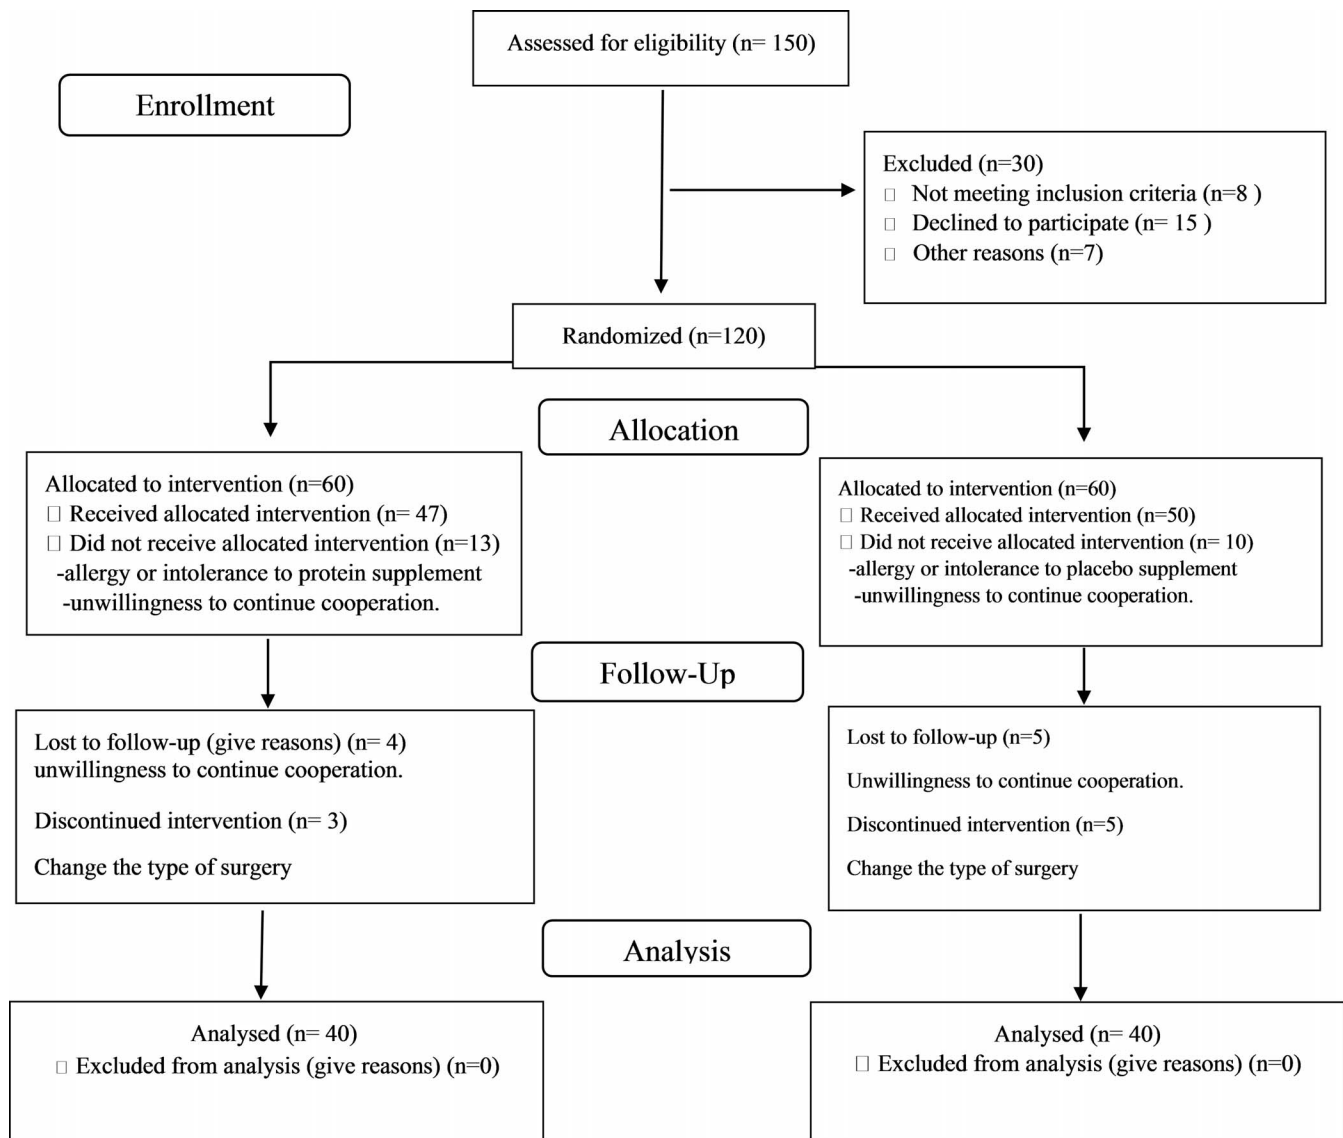 Assessed for eligibility (n= 150)
Enrollment
Excluded (n=30)
□ Not meeting inclusion criteria (n=8 )
□ Declined to participate (n= 15 )
□ Other reasons (n=7)
Randomized (n=120)
Allocation
Allocated to intervention (n=60)
□ Received allocated intervention (n= 47)
□ Did not receive allocated intervention (n=13)
-allergy or intolerance to protein supplement
-unwillingness to continue cooperation.
Allocated to intervention (n=60)
□ Received allocated intervention (n=50)
□ Did not receive allocated intervention (n= 10)
-allergy or intolerance to placebo supplement
-unwillingness to continue cooperation.
Follow-Up
Lost to follow-up (give reasons) (n= 4)
unwillingness to continue cooperation.
Discontinued intervention (n= 3)
Change the type of surgery
Lost to follow-up (n=5)
Unwillingness to continue cooperation.
Discontinued intervention (n=5)
Change the type of surgery
Analysis
Analysed (n= 40)
□ Excluded from analysis (give reasons) (n=0)
Analysed (n= 40)
□ Excluded from analysis (give reasons) (n=0)